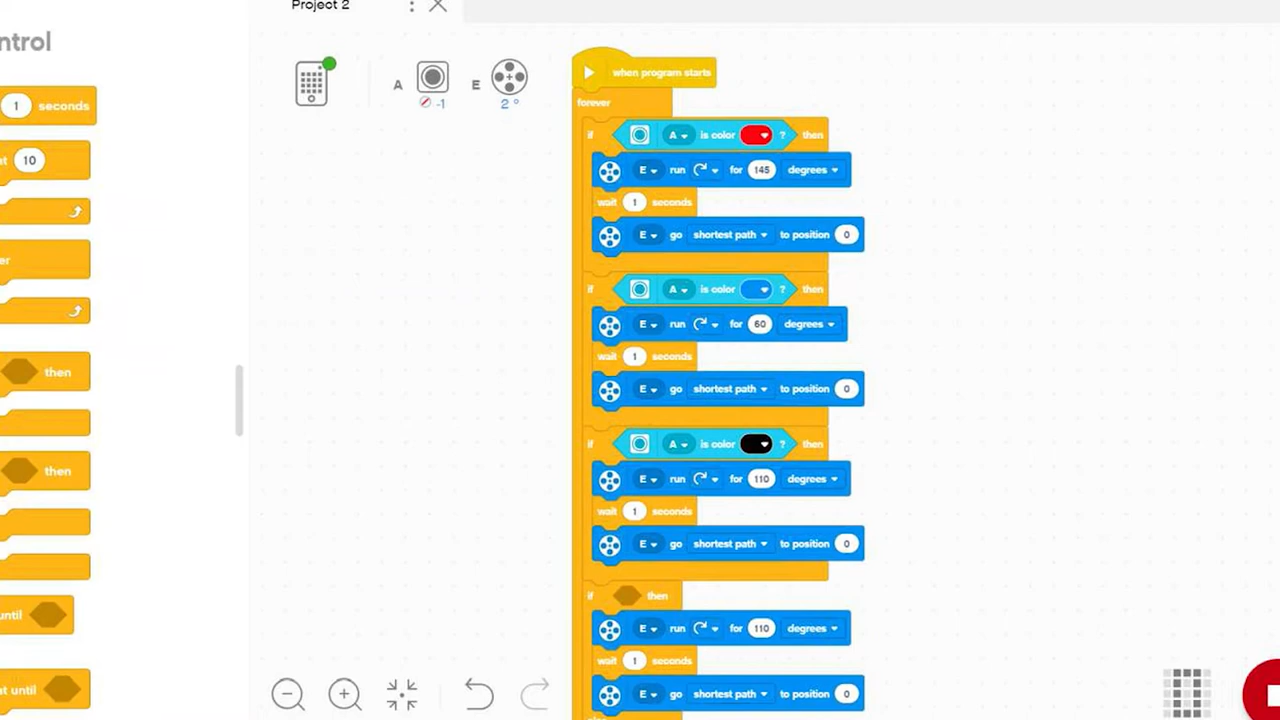 Project 2
ntrol
1 seconds
at 10
er
then
then
until
at until
A
-1
E
2 °
when program starts
forever
if A is color ? then
E run for 145 degrees
wait 1 seconds
E go shortest path to position 0
if A is color ? then
E run for 60 degrees
wait 1 seconds
E go shortest path to position 0
if A is color ? then
E run for 110 degrees
wait 1 seconds
E go shortest path to position 0
if then
E run for 110 degrees
wait 1 seconds
E go shortest path to position 0